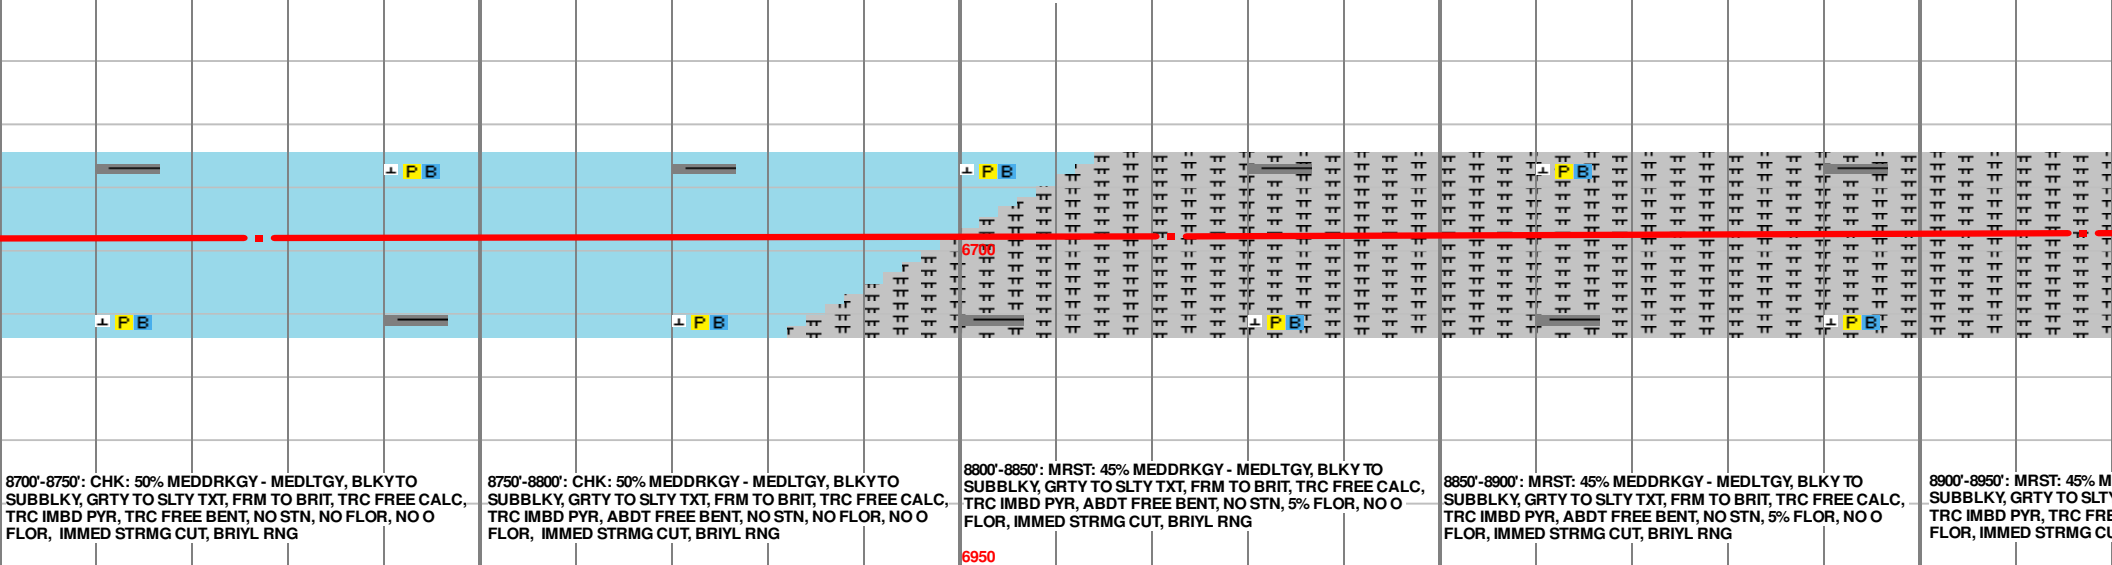 P B
P B
P B
P B
6700
P B
P B
P B
P B
8700'-8750': CHK: 50% MEDDRKGY - MEDLTGY, BLKY TO
SUBBLKY, GRTY TO SLTY TXT, FRM TO BRIT, TRC FREE CALC,
TRC IMBD PYR, TRC FREE BENT, NO STN, NO FLOR, NO O
FLOR,  IMMED STRMG CUT, BRIYL RNG
8750'-8800': CHK: 50% MEDDRKGY - MEDLTGY, BLKY TO
SUBBLKY, GRTY TO SLTY TXT, FRM TO BRIT, TRC FREE CALC,
TRC IMBD PYR, ABDT FREE BENT, NO STN, NO FLOR, NO O
FLOR,  IMMED STRMG CUT, BRIYL RNG
8800'-8850': MRST: 45% MEDDRKGY - MEDLTGY, BLKY TO
SUBBLKY, GRTY TO SLTY TXT, FRM TO BRIT, TRC FREE CALC,
TRC IMBD PYR, ABDT FREE BENT, NO STN, 5% FLOR, NO O
FLOR, IMMED STRMG CUT, BRIYL RNG
6950
8850'-8900': MRST: 45% MEDDRKGY - MEDLTGY, BLKY TO
SUBBLKY, GRTY TO SLTY TXT, FRM TO BRIT, TRC FREE CALC,
TRC IMBD PYR, ABDT FREE BENT, NO STN, 5% FLOR, NO O
FLOR, IMMED STRMG CUT, BRIYL RNG
8900'-8950': MRST: 45% M
SUBBLKY, GRTY TO SLTY
TRC IMBD PYR, TRC FRE
FLOR, IMMED STRMG CU